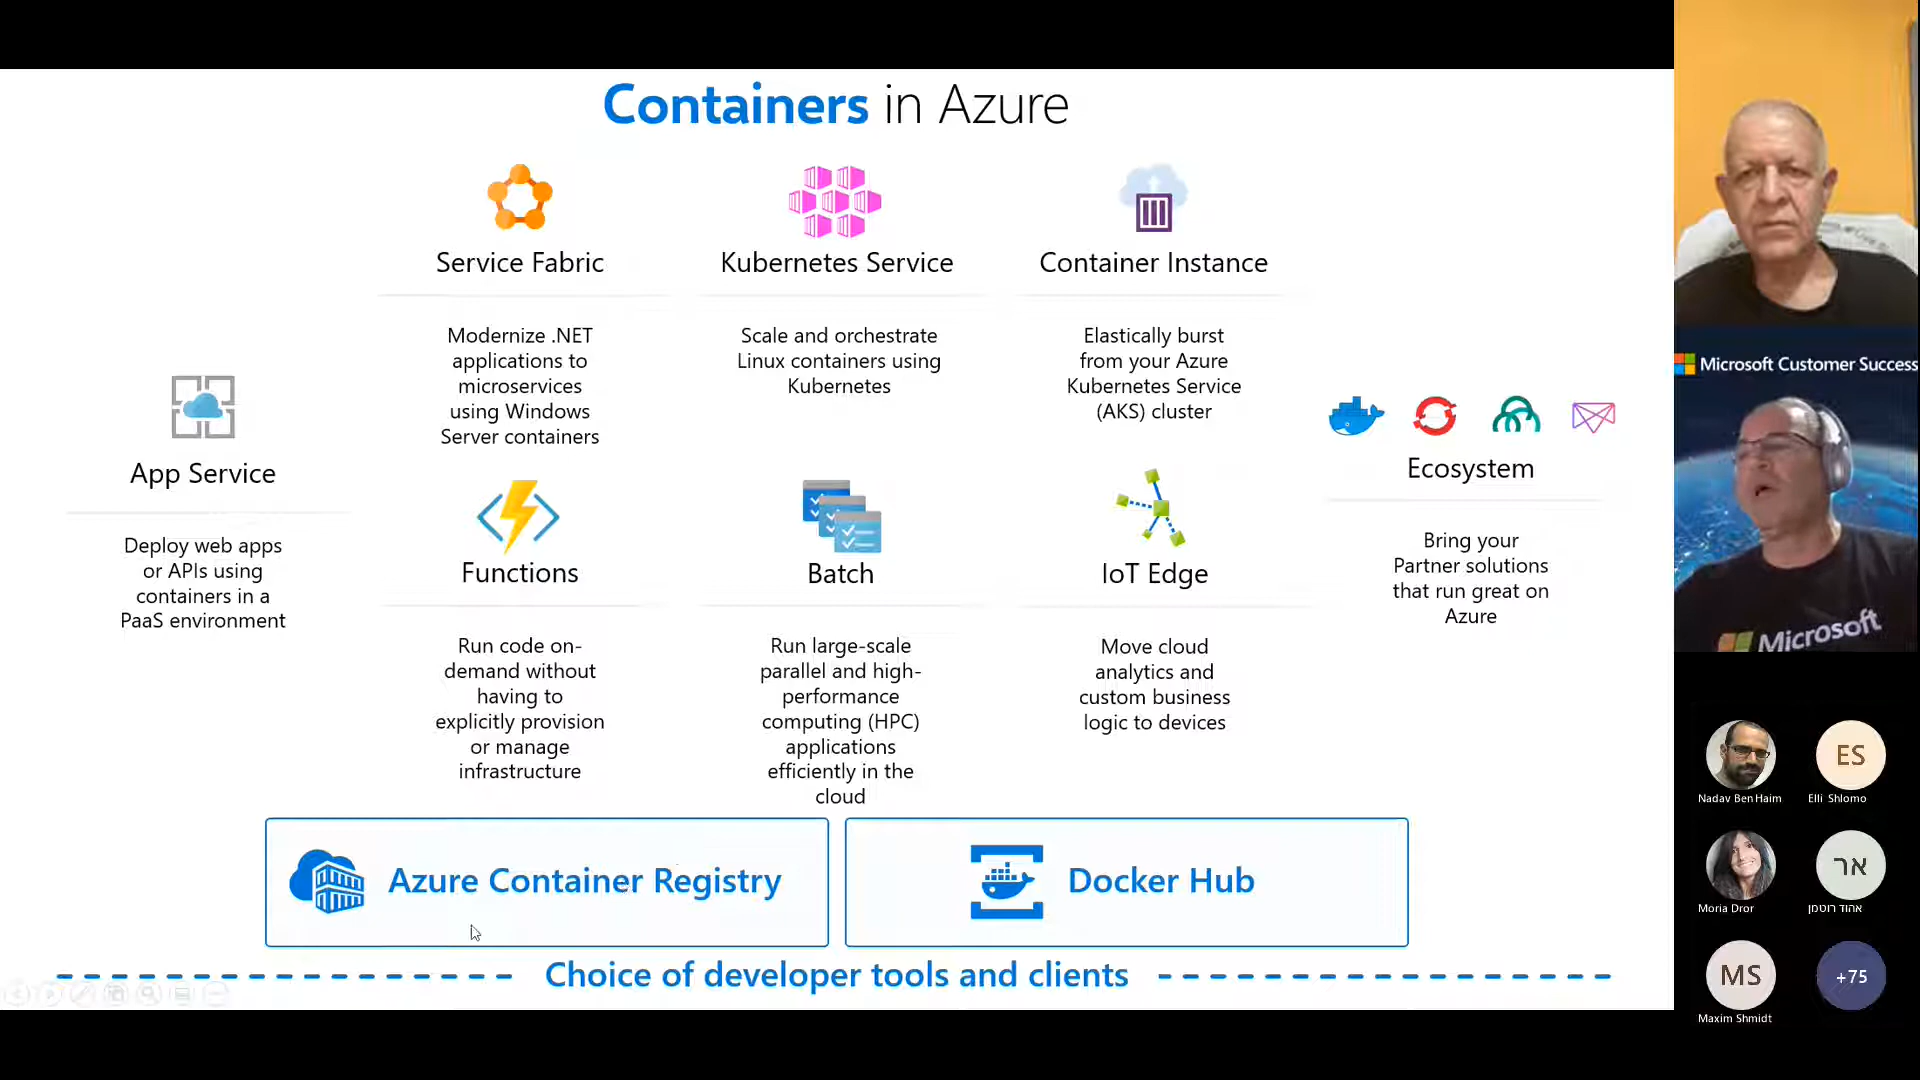 Containers in Azure
Service Fabric
Modernize .NET
applications to
microservices
using Windows
Server containers
Kubernetes Service
Scale and orchestrate
Linux containers using
Kubernetes
Container Instance
Elastically burst
from your Azure
Kubernetes Service
(AKS) cluster
App Service
Deploy web apps
or APIs using
containers in a
PaaS environment
Functions
Run code on-
demand without
having to
explicitly provision
or manage
infrastructure
Batch
Run large-scale
parallel and high-
performance
computing (HPC)
applications
efficiently in the
cloud
IoT Edge
Move cloud
analytics and
custom business
logic to devices
Ecosystem
Bring your
Partner solutions
that run great on
Azure
Azure Container Registry
Docker Hub
Choice of developer tools and clients
Microsoft Customer Success
Microsoft
Nadav Ben Haim
ES
Elli Shlomo
Moria Dror
אר
אהוד רוטמן
MS
Maxim Shmidt
+75